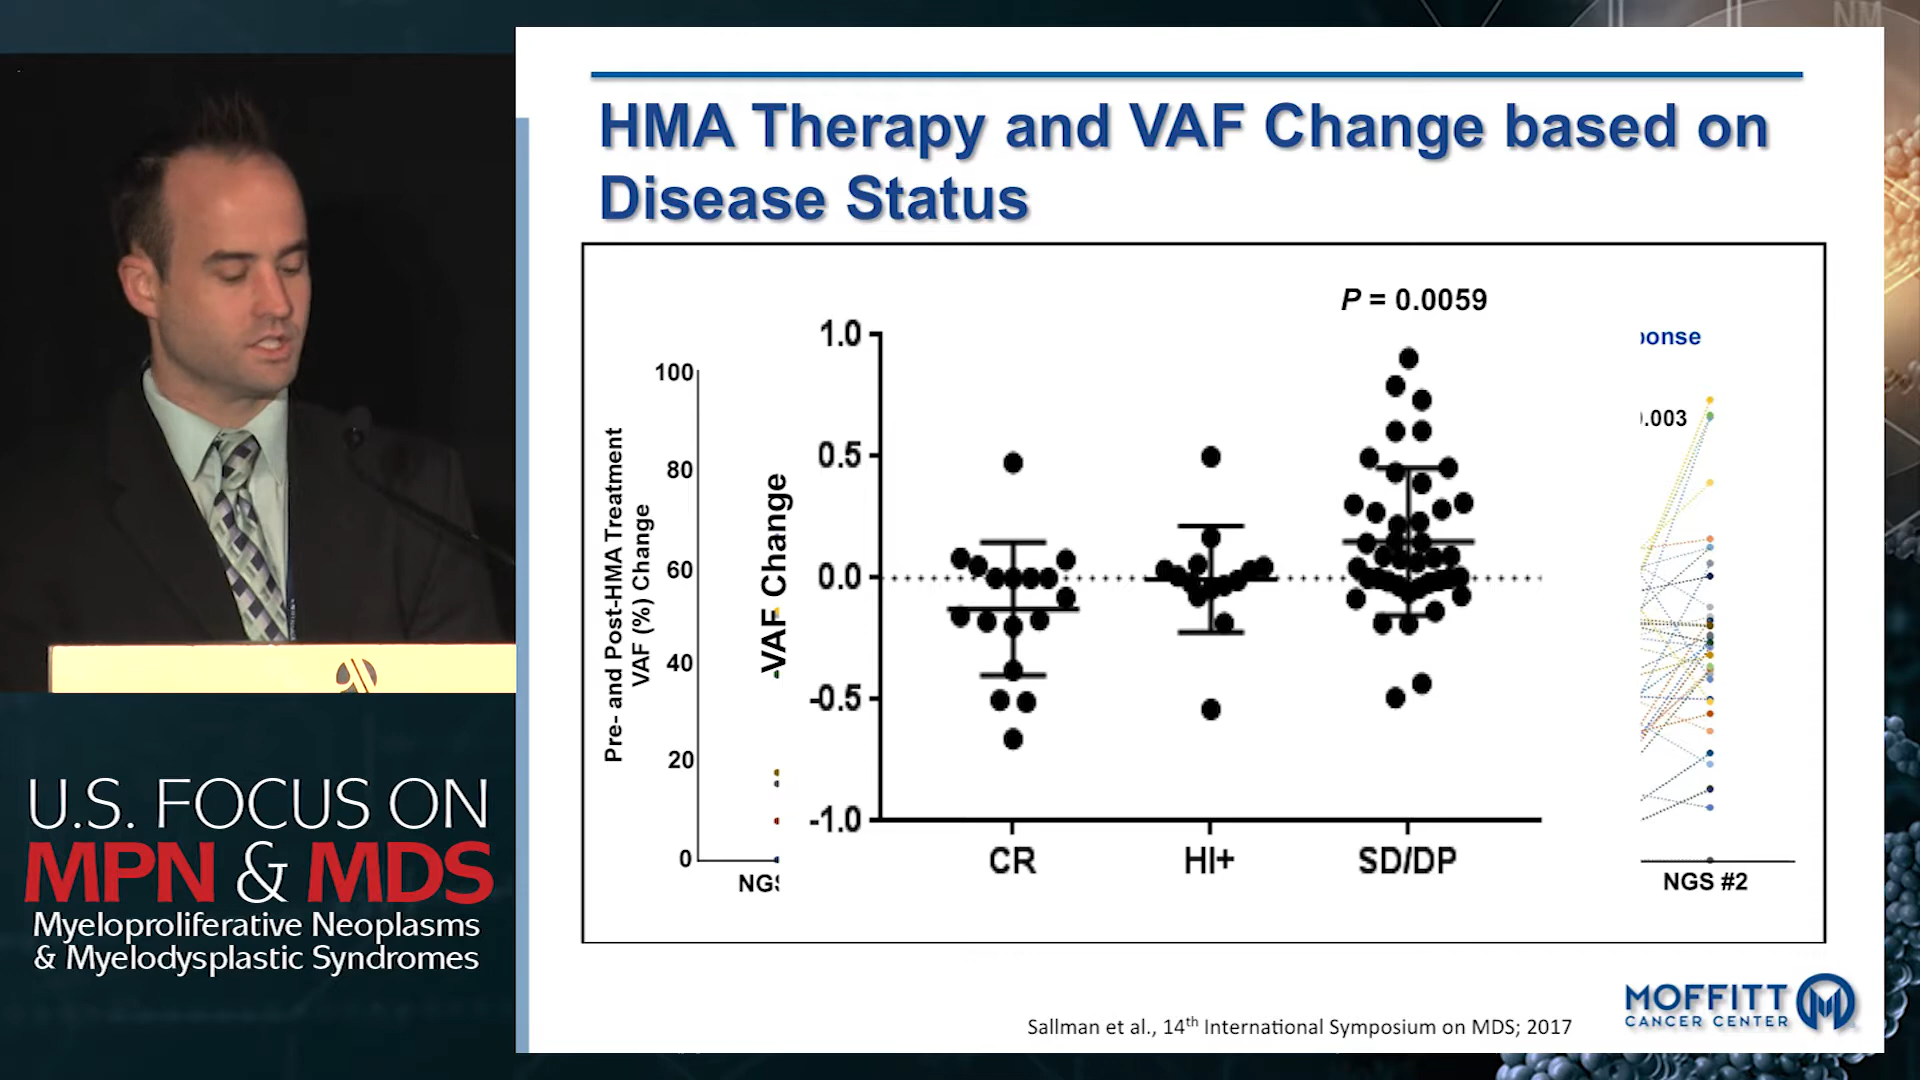 HMA Therapy and VAF Change based on
Disease Status
P = 0.0059
1.0
0.5
0.0
-0.5
-1.0
VAF Change
CR
HI+
SD/DP
100
80
60
40
20
0
Pre- and Post-HMA Treatment
VAF (%) Change
NGS #2
Sallman et al., 14th International Symposium on MDS; 2017
MOFFITT
CANCER CENTER
U.S. FOCUS ON
MPN & MDS
Myeloproliferative Neoplasms
& Myelodysplastic Syndromes